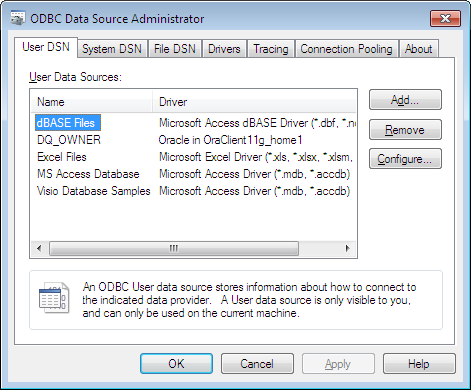 ODBC Data Source Administrator
User DSN System DSN File DSN Drivers Tracing Connection Pooling About
User Data Sources:
Name Driver
dBASE Files Microsoft Access dBASE Driver (*.dbf, *.n
DQ_OWNER Oracle in OraClient11g_home1
Excel Files Microsoft Excel Driver (*.xls, *.xlsx, *.xlsm,
MS Access Database Microsoft Access Driver (*.mdb, *.accdb)
Visio Database Samples Microsoft Access Driver (*.mdb, *.accdb)
Add...
Remove
Configure...
An ODBC User data source stores information about how to connect to
the indicated data provider. A User data source is only visible to you,
and can only be used on the current machine.
OK Cancel Apply Help